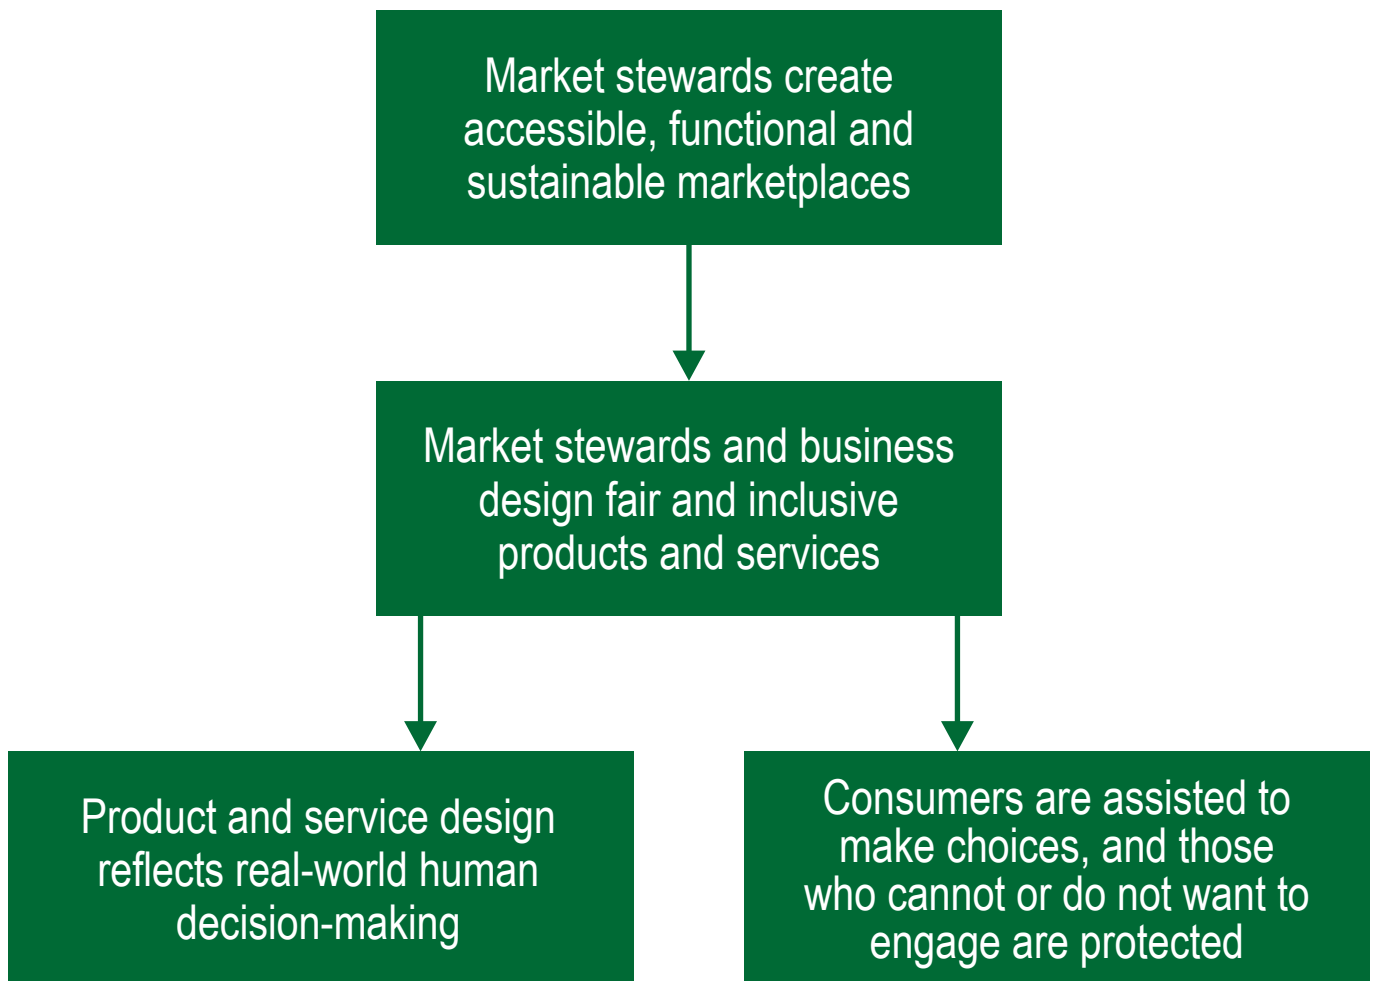 Market stewards create
accessible, functional and
sustainable marketplaces
Market stewards and business
design fair and inclusive
products and services
Product and service design
reflects real-world human
decision-making
Consumers are assisted to
make choices, and those
who cannot or do not want to
engage are protected